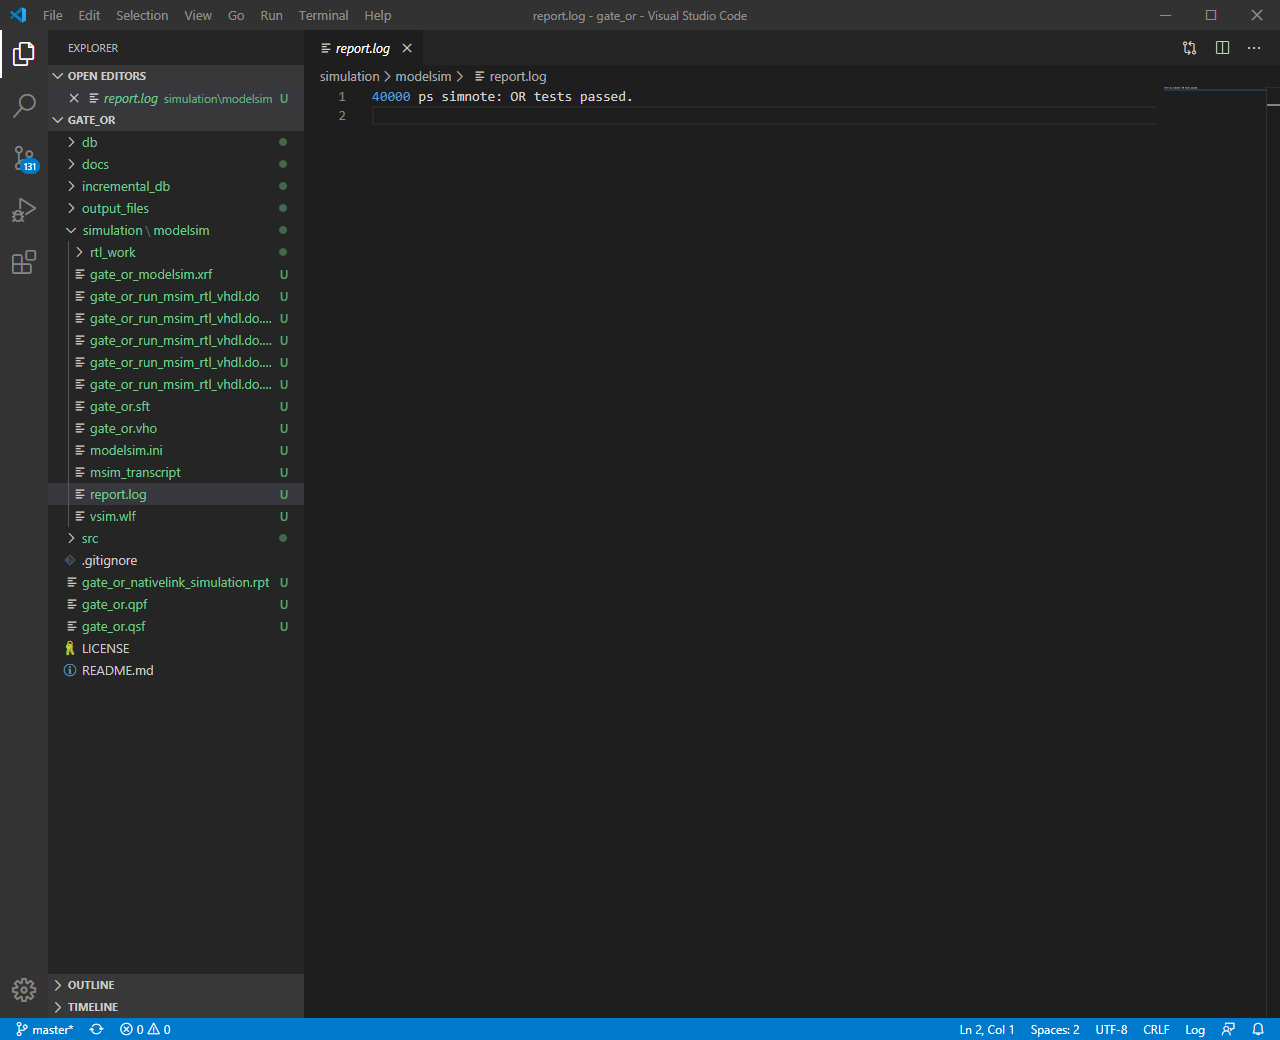 File Edit Selection View Go Run Terminal Help
report.log - gate_or - Visual Studio Code
EXPLORER
OPEN EDITORS
report.log simulation\modelsim U
GATE_OR
db
docs
incremental_db
output_files
simulation \ modelsim
rtl_work
gate_or_modelsim.xrf U
gate_or_run_msim_rtl_vhdl.do U
gate_or_run_msim_rtl_vhdl.do.... U
gate_or_run_msim_rtl_vhdl.do.... U
gate_or_run_msim_rtl_vhdl.do.... U
gate_or_run_msim_rtl_vhdl.do.... U
gate_or.sft U
gate_or.vho U
modelsim.ini U
msim_transcript U
report.log U
vsim.wlf U
src
.gitignore
gate_or_nativelink_simulation.rpt U
gate_or.qpf U
gate_or.qsf U
LICENSE
README.md
OUTLINE
TIMELINE
131
report.log
simulation > modelsim > report.log
1 40000 ps simnote: OR tests passed.
2
master* 0 0
Ln 2, Col 1 Spaces: 2 UTF-8 CRLF Log